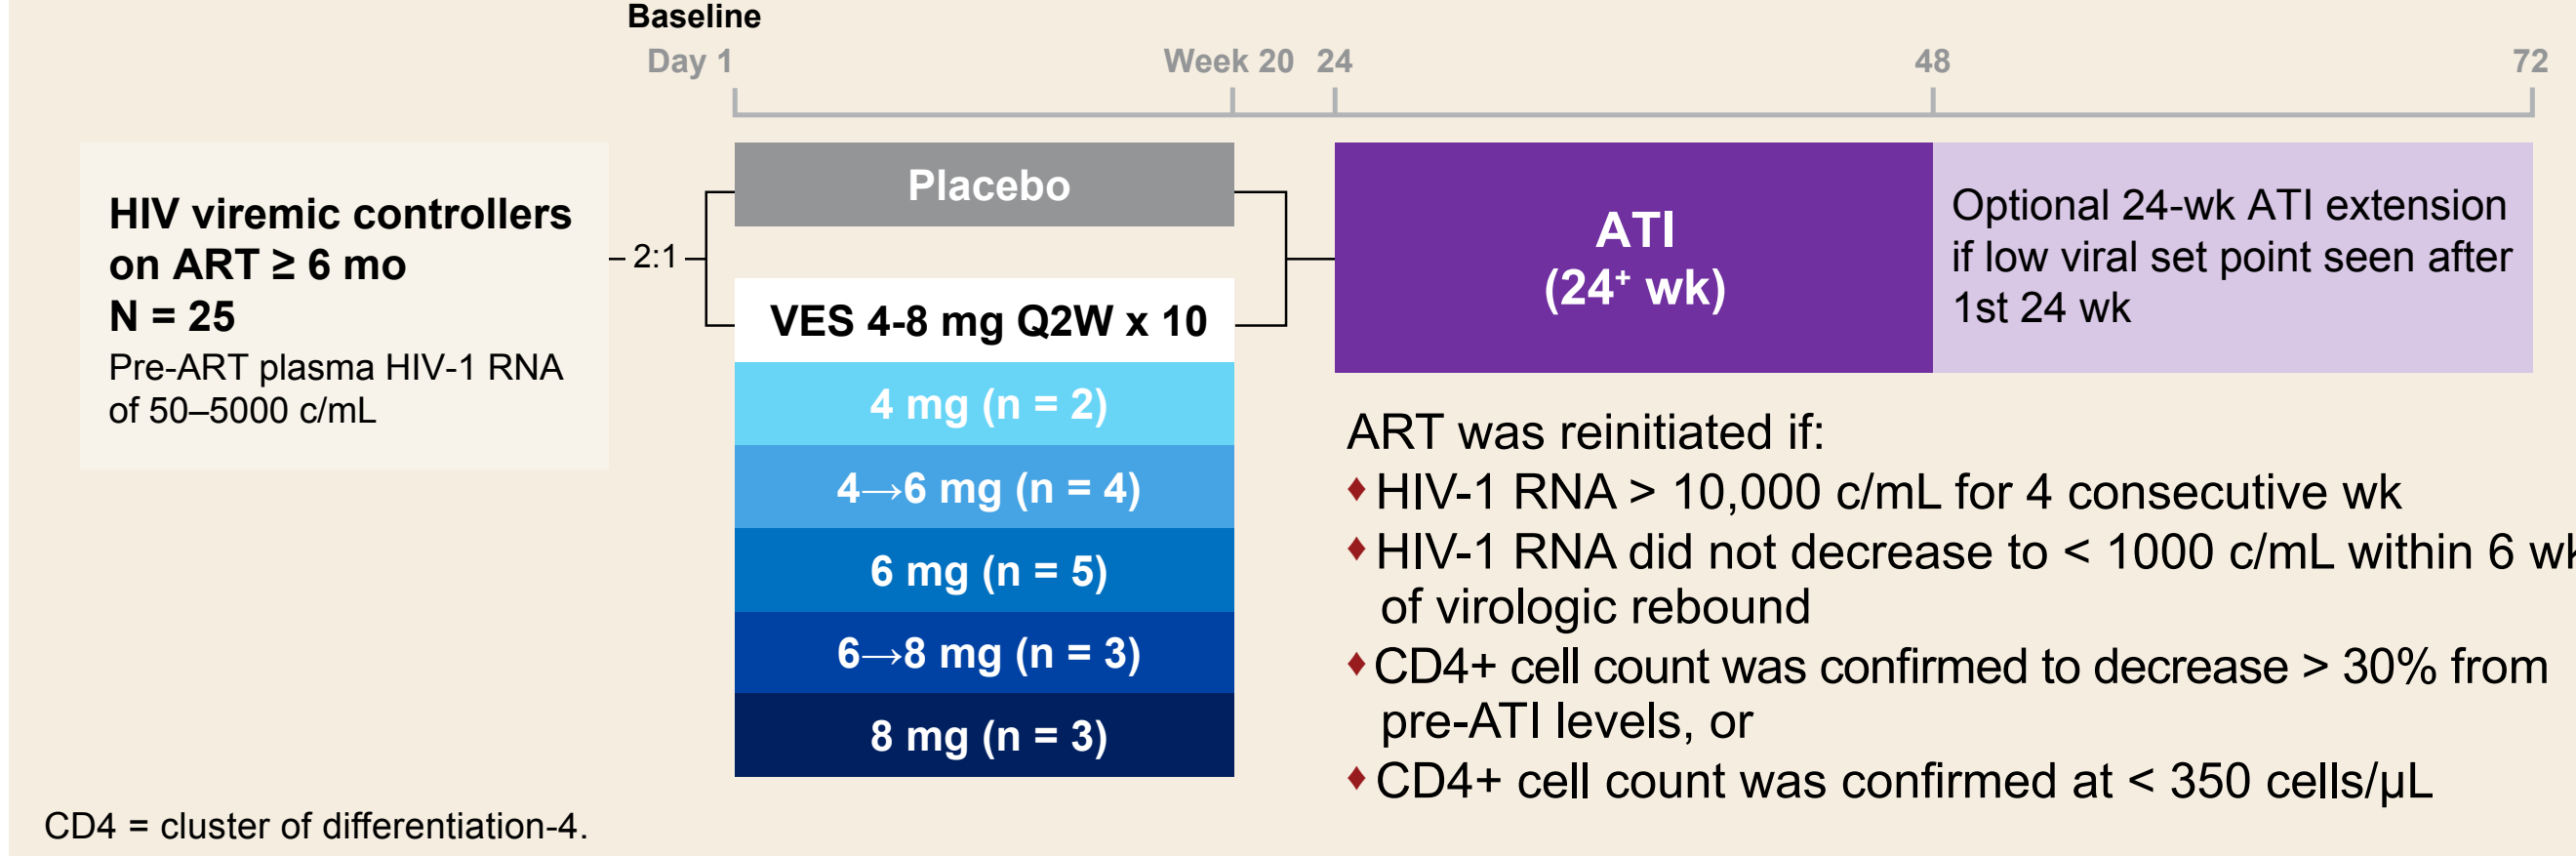 Baseline
Day 1 Week 20 24 48 72
HIV viremic controllers
on ART ≥ 6 mo
N = 25
Pre-ART plasma HIV-1 RNA
of 50–5000 c/mL
2:1
Placebo
VES 4-8 mg Q2W x 10
4 mg (n = 2)
4→6 mg (n = 4)
6 mg (n = 5)
6→8 mg (n = 3)
8 mg (n = 3)
ATI
(24⁺ wk)
Optional 24-wk ATI extension
if low viral set point seen after
1st 24 wk
ART was reinitiated if:
♦ HIV-1 RNA > 10,000 c/mL for 4 consecutive wk
♦ HIV-1 RNA did not decrease to < 1000 c/mL within 6 wk
of virologic rebound
♦ CD4+ cell count was confirmed to decrease > 30% from
pre-ATI levels, or
♦ CD4+ cell count was confirmed at < 350 cells/µL
CD4 = cluster of differentiation-4.